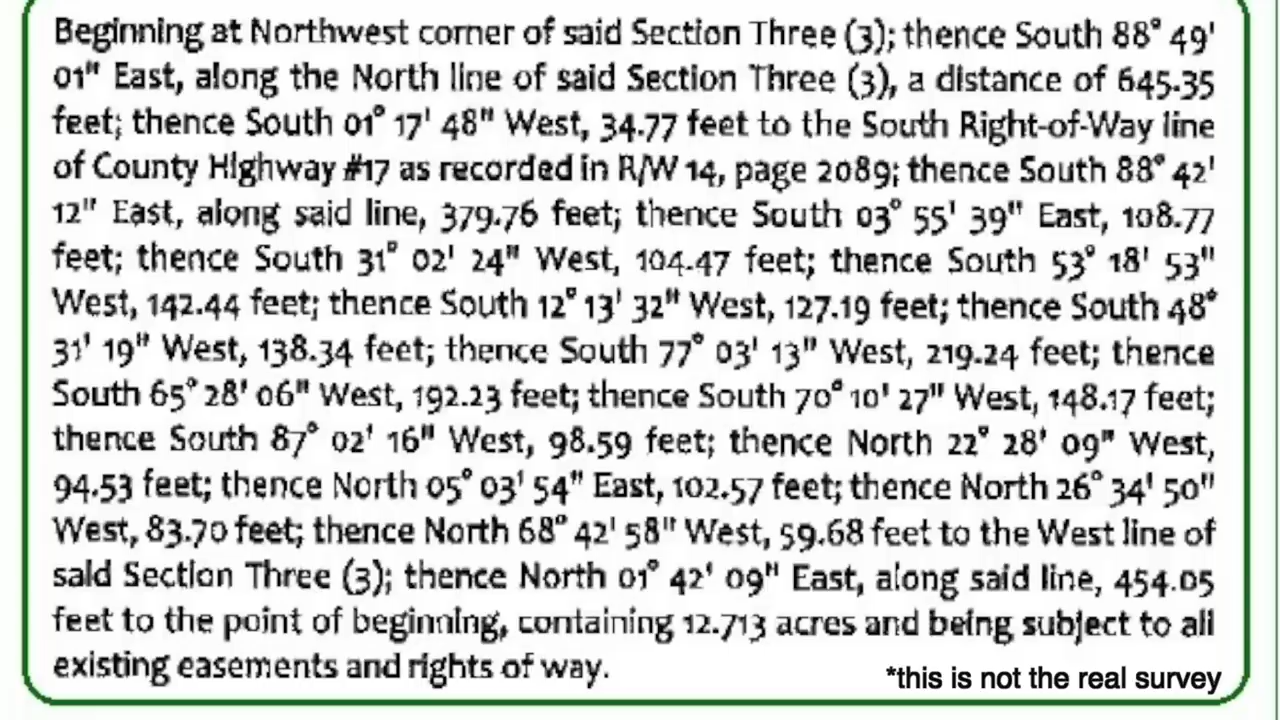 Beginning at Northwest corner of said Section Three (3); thence South 88° 49'
01" East, along the North line of said Section Three (3), a distance of 645.35
feet; thence South 01° 17' 48" West, 34.77 feet to the South Right-of-Way line
of County Highway #17 as recorded in R/W 14, page 2089; thence South 88° 42'
12" East, along said line, 379.76 feet; thence South 03° 55' 39" East, 108.77
feet; thence South 31° 02' 24" West, 104.47 feet; thence South 53° 18' 53"
West, 142.44 feet; thence South 12° 13' 32" West, 127.19 feet; thence South 48°
31' 19" West, 138.34 feet; thence South 77° 03' 13" West, 219.24 feet; thence
South 65° 28' 06" West, 192.23 feet; thence South 70° 10' 27" West, 148.17 feet;
thence South 87° 02' 16" West, 98.59 feet; thence North 22° 28' 09" West,
94.53 feet; thence North 05° 03' 54" East, 102.57 feet; thence North 26° 34' 50"
West, 83.70 feet; thence North 68° 42' 58" West, 59.68 feet to the West line of
said Section Three (3); thence North 01° 42' 09" East, along said line, 454.05
feet to the point of beginning, containing 12.713 acres and being subject to all
existing easements and rights of way.
*this is not the real survey